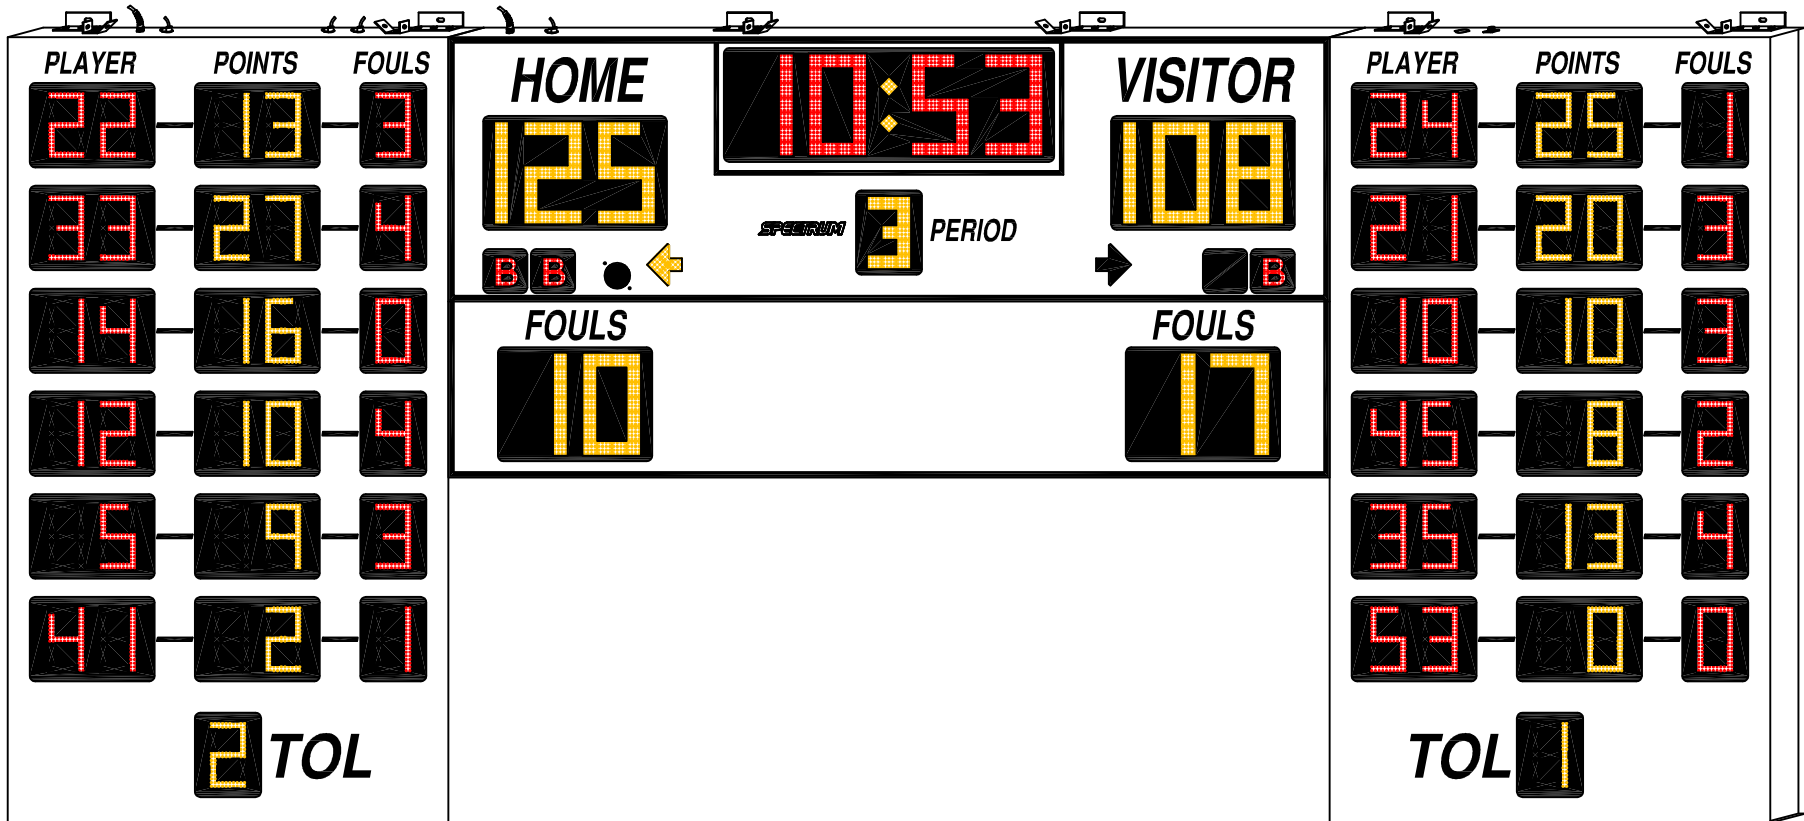 PLAYER POINTS FOULS
22 13 3
33 27 4
14 16 0
12 10 4
5 9 3
41 2 1
2 TOL
HOME 10:53 VISITOR
125 108
SPECTRUM 3 PERIOD
B B B
FOULS FOULS
10 17
PLAYER POINTS FOULS
24 25 1
21 20 3
10 10 3
45 8 2
35 13 4
53 0 0
TOL 1